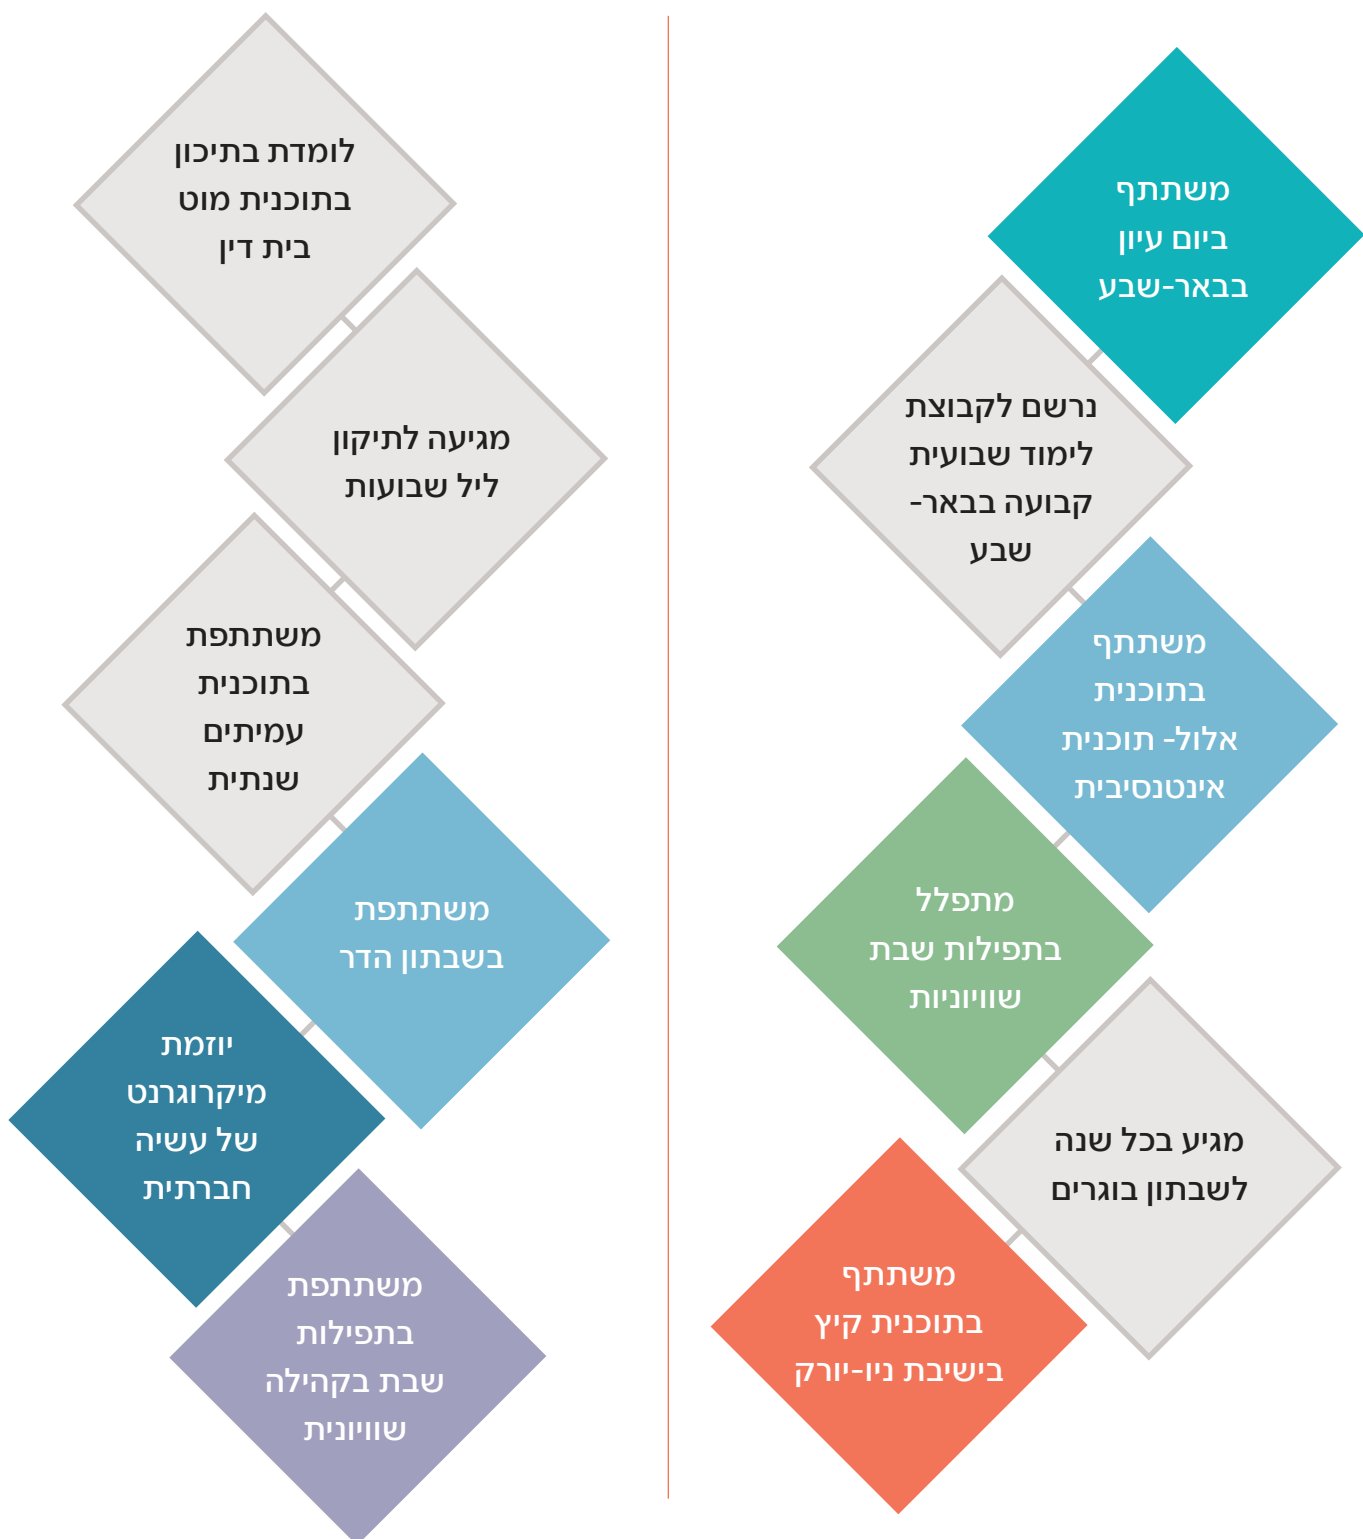 משתתף
ביום עיון
בבאר-שבע
נרשם לקבוצת
לימוד שבועית
קבועה בבאר-
שבע
משתתף
בתוכנית
אלול- תוכנית
אינטנסיבית
מתפלל
בתפילות שבת
שוויוניות
מגיע בכל שנה
לשבתון בוגרים
משתתף
בתוכנית קיץ
בישיבת ניו-יורק
לומדת בתיכון
בתוכנית מוט
בית דין
מגיעה לתיקון
ליל שבועות
משתתפת
בתוכנית
עמיתים
שנתית
משתתפת
בשבתון הדר
יוזמת
מיקרוגרנט
של עשיה
חברתית
משתתפת
בתפילות
שבת בקהילה
שוויונית